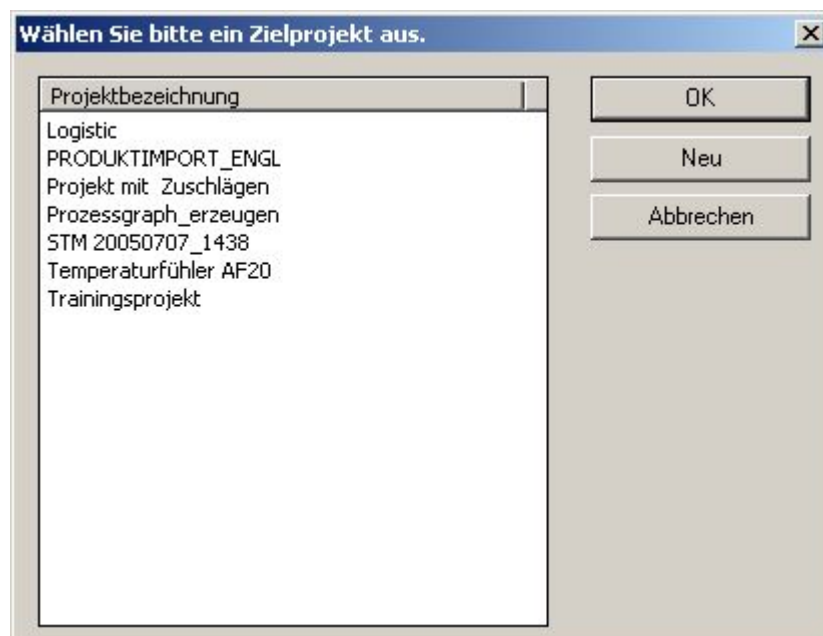 Wählen Sie bitte ein Zielprojekt aus.
Projektbezeichnung
Logistic
PRODUKTIMPORT_ENGL
Projekt mit  Zuschlägen
Prozessgraph_erzeugen
STM 20050707_1438
Temperaturfühler AF20
Trainingsprojekt
OK
Neu
Abbrechen